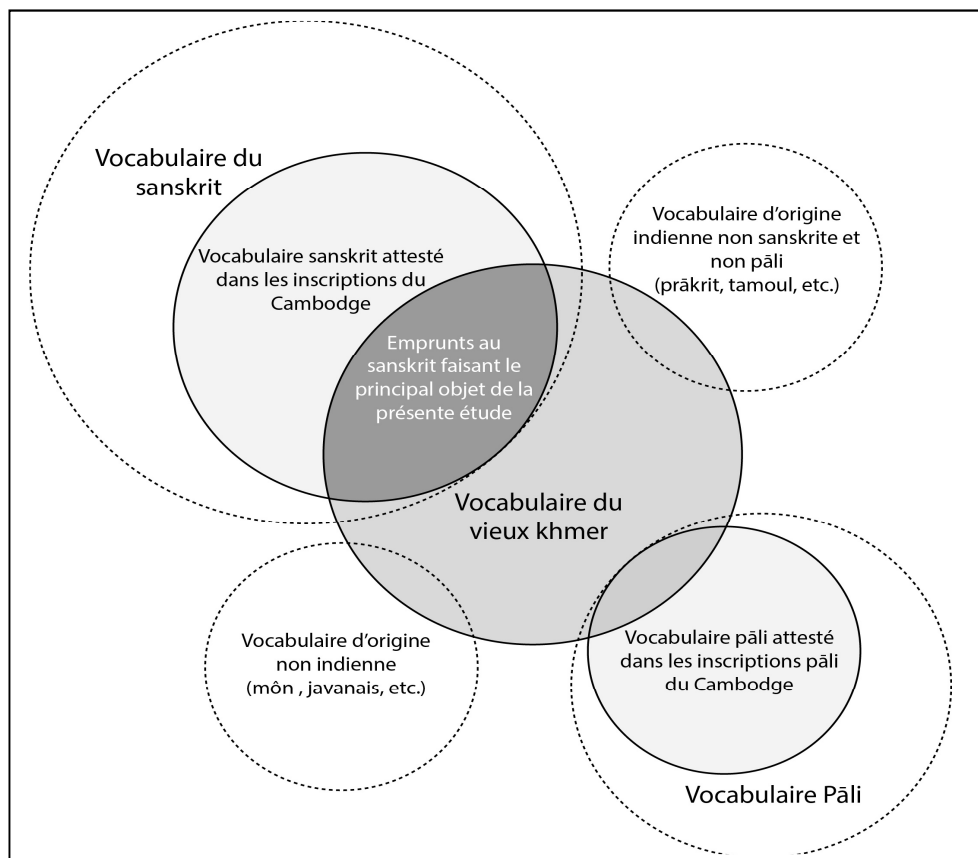 Vocabulaire du
sanskrit
Vocabulaire sanskrit attesté
dans les inscriptions du
Cambodge
Vocabulaire d'origine
indienne non sanskrite et
non pāli
(prākrit, tamoul, etc.)
Emprunts au
sanskrit faisant le
principal objet de la
présente étude
Vocabulaire du
vieux khmer
Vocabulaire d'origine
non indienne
(môn , javanais, etc.)
Vocabulaire pāli attesté
dans les inscriptions pāli
du Cambodge
Vocabulaire Pāli